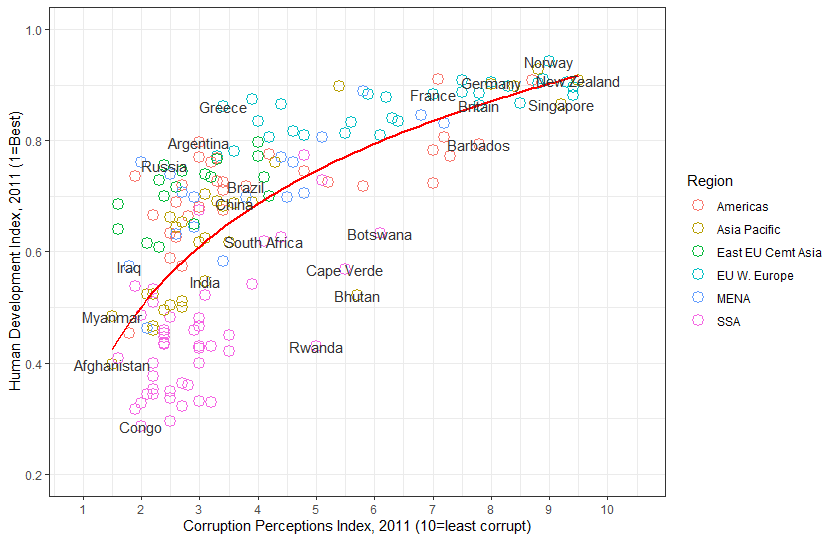 1.0
0.8
0.6
0.4
0.2
Human Development Index, 2011 (1=Best)
Norway
Germany
New Zealand
France
Greece
Britain
Singapore
Argentina
Barbados
Russia
Brazil
China
Botswana
South Africa
Iraq
Cape Verde
India
Bhutan
Myanmar
Rwanda
Afghanistan
Congo
1 2 3 4 5 6 7 8 9 10
Corruption Perceptions Index, 2011 (10=least corrupt)
Region
Americas
Asia Pacific
East EU Cemt Asia
EU W. Europe
MENA
SSA